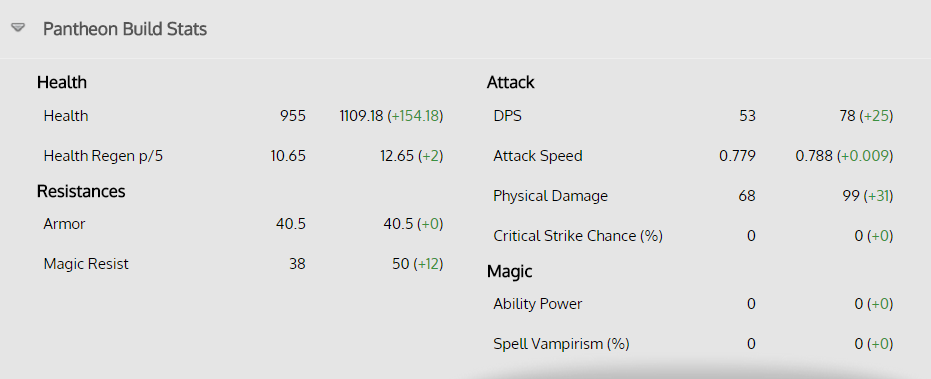 Pantheon Build Stats
Health
Health 955 1109.18 (+154.18)
Health Regen p/5 10.65 12.65 (+2)
Resistances
Armor 40.5 40.5 (+0)
Magic Resist 38 50 (+12)
Attack
DPS 53 78 (+25)
Attack Speed 0.779 0.788 (+0.009)
Physical Damage 68 99 (+31)
Critical Strike Chance (%) 0 0 (+0)
Magic
Ability Power 0 0 (+0)
Spell Vampirism (%) 0 0 (+0)